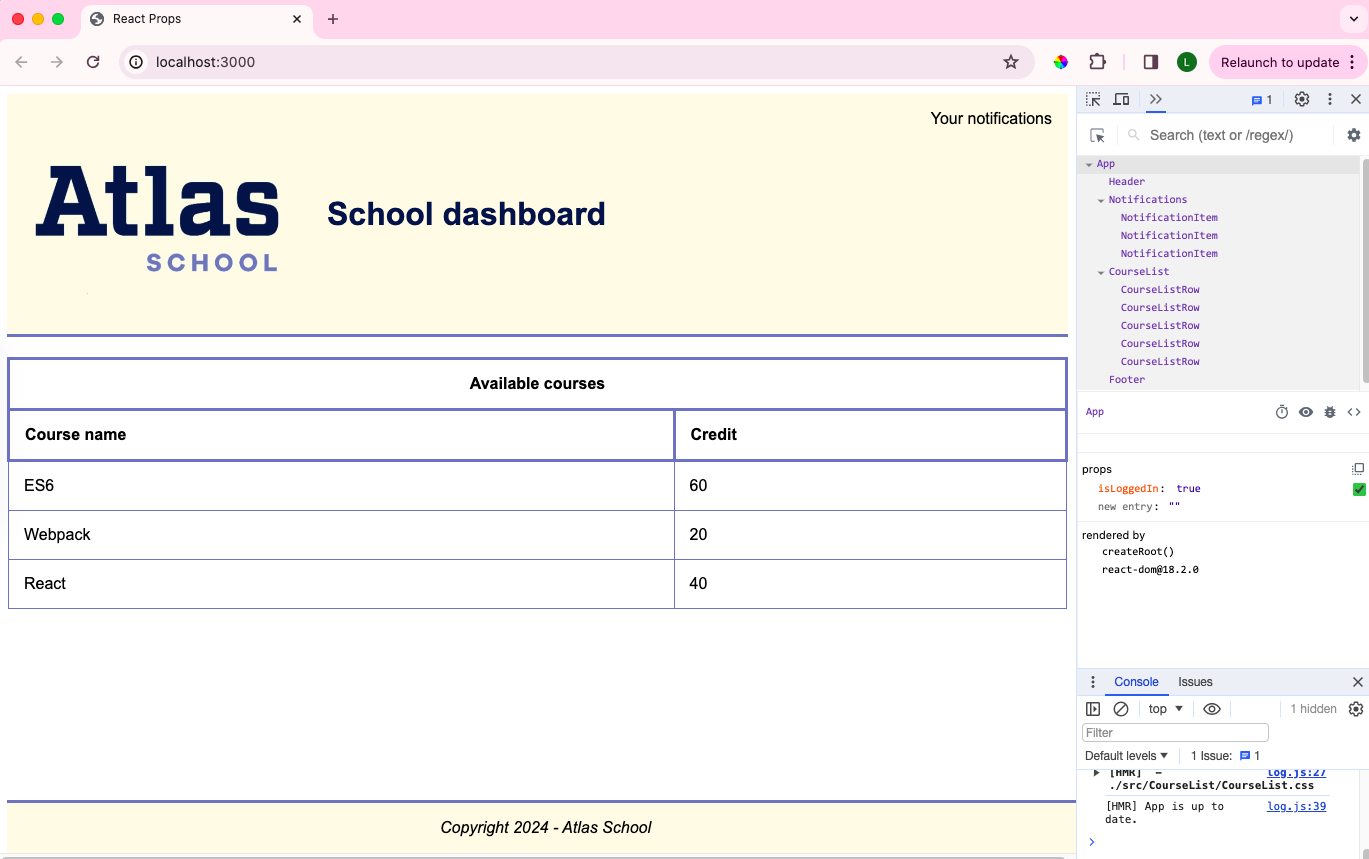 React Props
localhost:3000
L
Relaunch to update
1
Your notifications
Atlas
SCHOOL
School dashboard
Available courses
Course name Credit
ES6 60
Webpack 20
React 40
Copyright 2024 - Atlas School
Search (text or /regex/)
App
Header
Notifications
NotificationItem
NotificationItem
NotificationItem
CourseList
CourseListRow
CourseListRow
CourseListRow
CourseListRow
CourseListRow
Footer
App
props
isLoggedIn: true
new entry: ""
rendered by
createRoot()
react-dom@18.2.0
Console Issues
top 1 hidden
Filter
Default levels 1 Issue: 1
[HMR] - log.js:27
./src/CourseList/CourseList.css
[HMR] App is up to log.js:39
date.